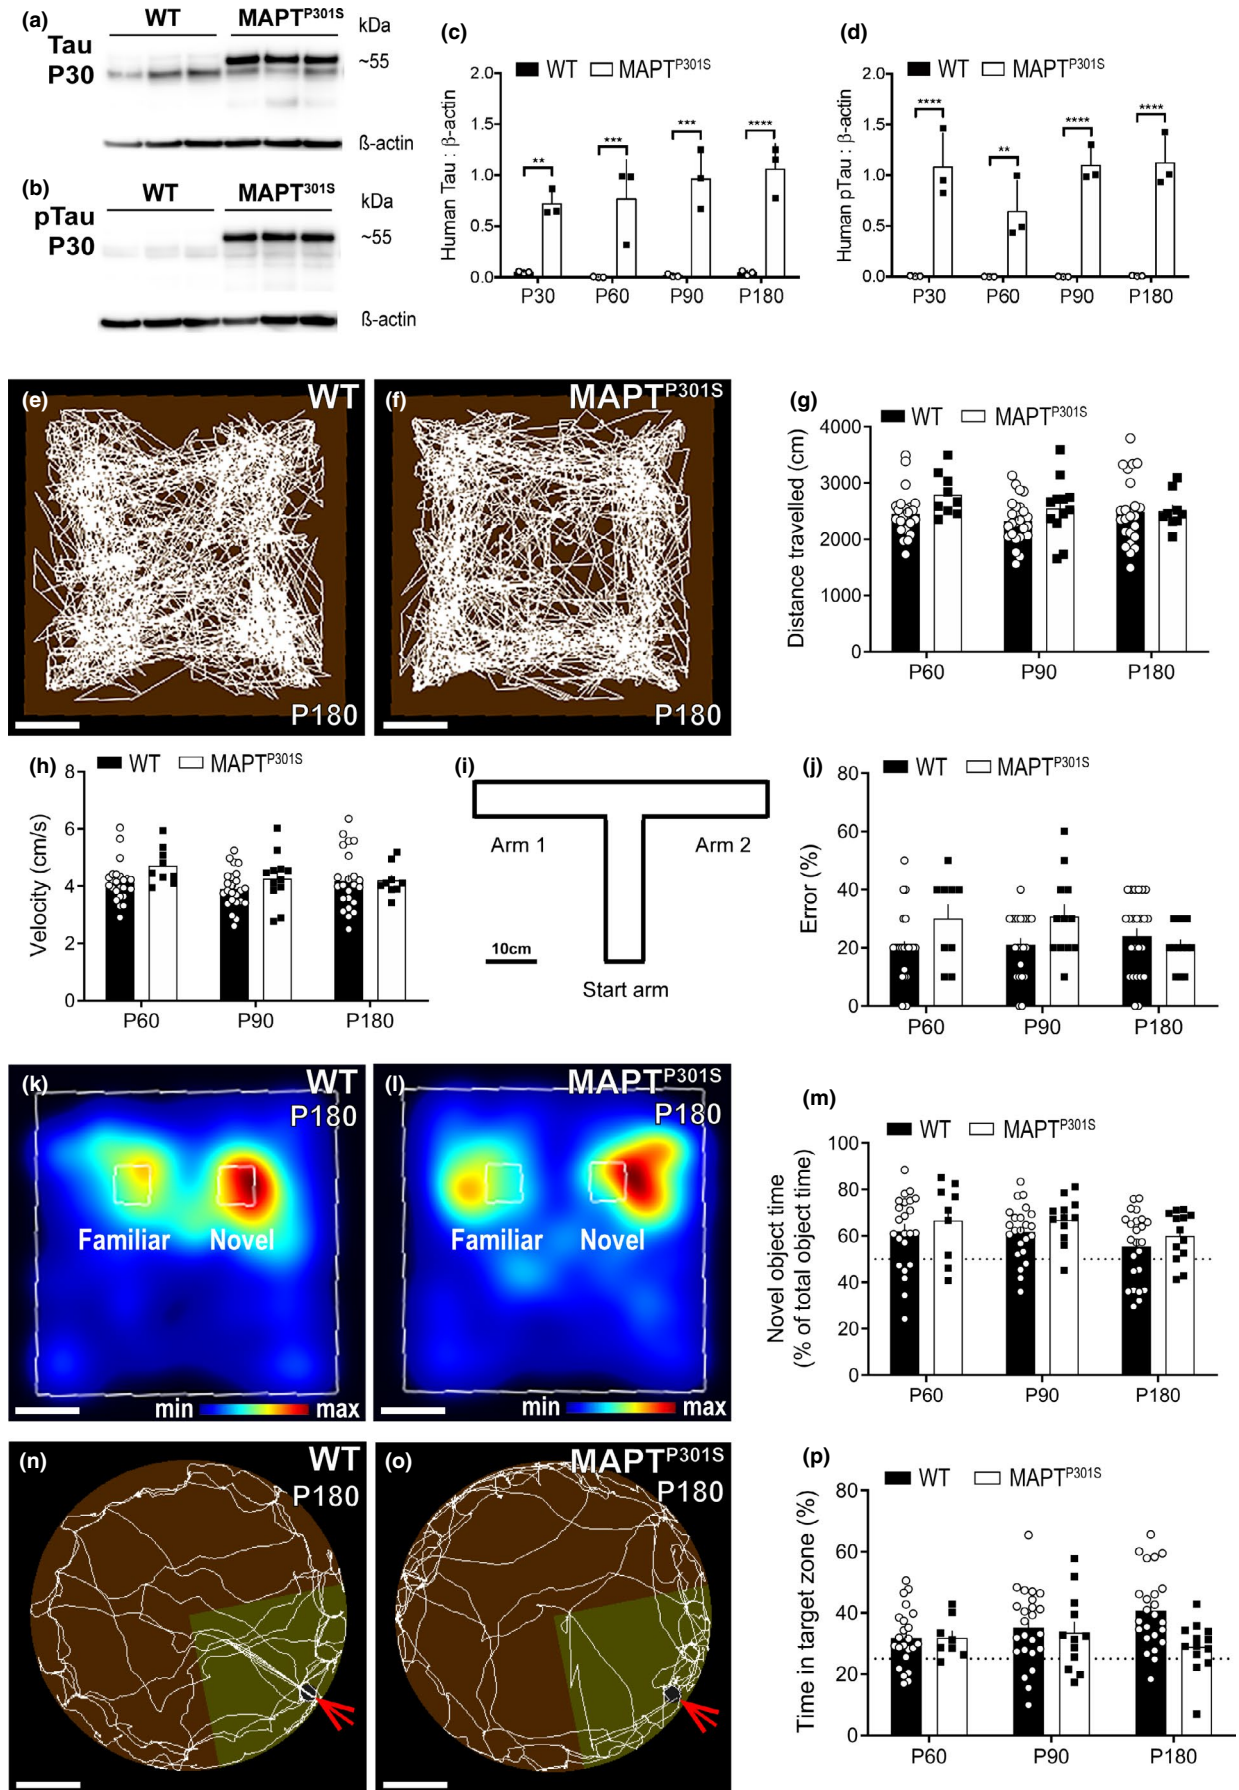 (a)
WT
MAPTP301S
kDa
Tau
P30
~55
ß-actin
(b)
WT
MAPT301S
kDa
pTau
P30
~55
ß-actin
(c)
WT
MAPTP301S
Human Tau : β-actin
2.0
1.5
1.0
0.5
0.0
**
***
***
****
P30
P60
P90
P180
(d)
WT
MAPTP301S
Human pTau : β-actin
2.0
1.5
1.0
0.5
0.0
****
**
****
****
P30
P60
P90
P180
(e)
WT
P180
(f)
MAPTP301S
P180
(g)
WT
MAPTP301S
Distance travelled (cm)
4000
3000
2000
1000
0
P60
P90
P180
(h)
WT
MAPTP301S
Velocity (cm/s)
8
6
4
2
0
P60
P90
P180
(i)
Arm 1
Arm 2
10cm
Start arm
(j)
WT
MAPTP301S
Error (%)
80
60
40
20
0
P60
P90
P180
(k)
WT
P180
Familiar
Novel
min
max
(l)
MAPTP301S
P180
Familiar
Novel
min
max
(m)
WT
MAPTP301S
Novel object time
(% of total object time)
100
80
60
40
20
0
P60
P90
P180
(n)
WT
P180
(o)
MAPTP301S
P180
(p)
WT
MAPTP301S
Time in target zone (%)
80
60
40
20
0
P60
P90
P180